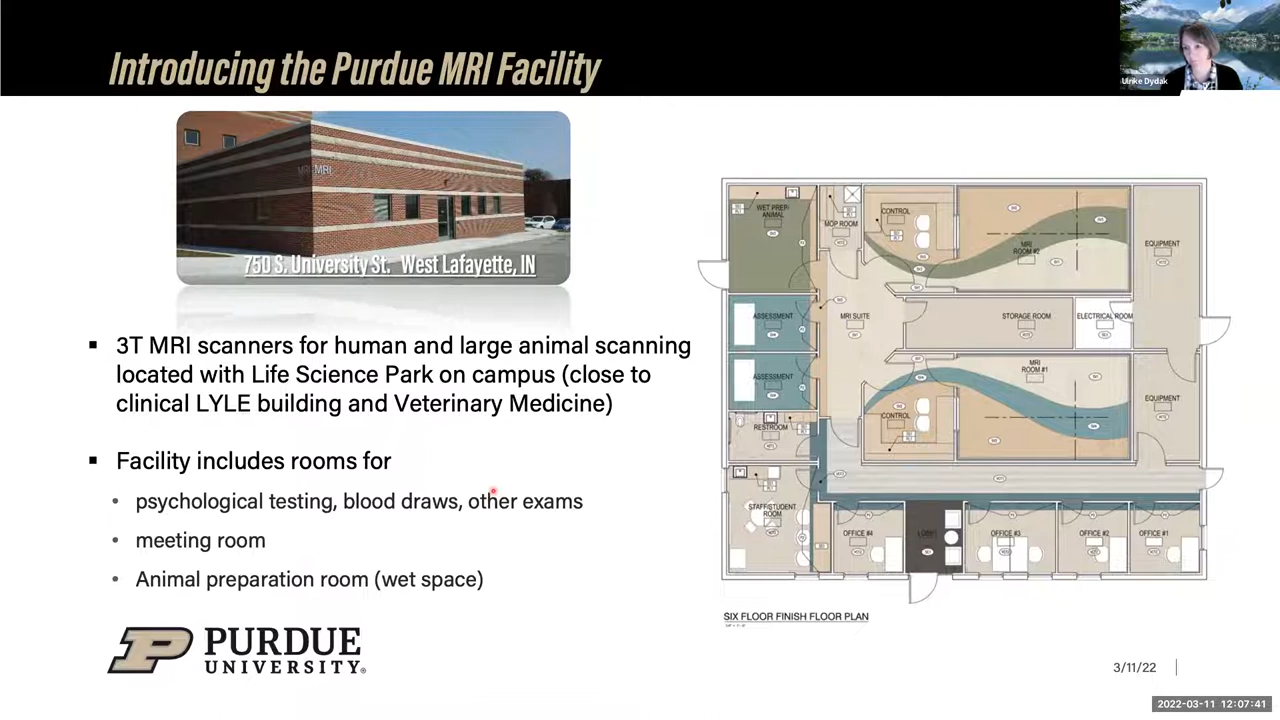 Introducing the Purdue MRI Facility
Ulrike Dydak
MRI
750 S. University St. West Lafayette, IN
3T MRI scanners for human and large animal scanning
located with Life Science Park on campus (close to
clinical LYLE building and Veterinary Medicine)
Facility includes rooms for
psychological testing, blood draws, other exams
meeting room
Animal preparation room (wet space)
PURDUE
UNIVERSITY®
WET PREP/
ANIMAL
MOP ROOM
CONTROL
MRI
ROOM #2
EQUIPMENT
ASSESSMENT
MRI SUITE
STORAGE ROOM
ELECTRICAL ROOM
ASSESSMENT
MRI
ROOM #1
EQUIPMENT
RESTROOM
CONTROL
STAFF/STUDENT
ROOM
OFFICE #4
LOBBY
OFFICE #3
OFFICE #2
OFFICE #1
SIX FLOOR FINISH FLOOR PLAN
3/11/22
2022-03-11 12:07:41